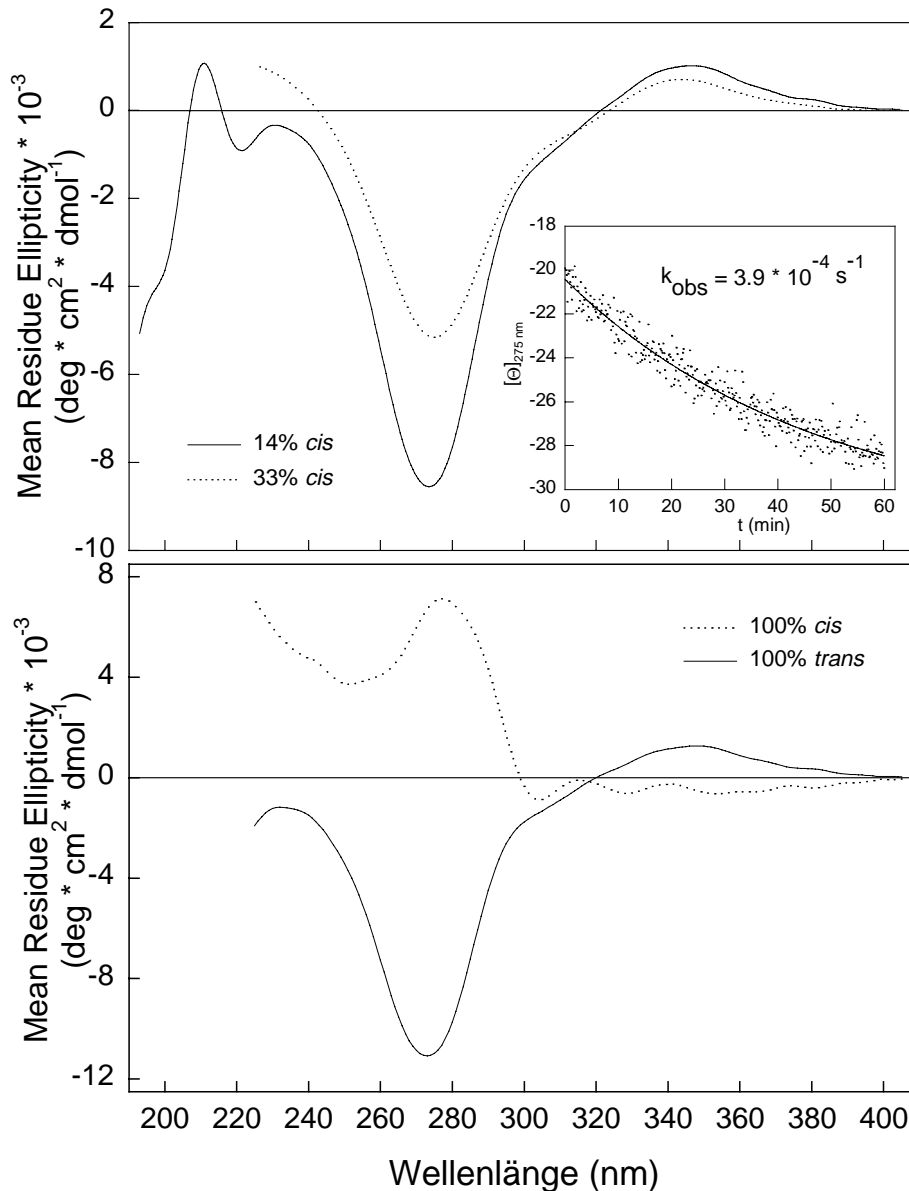 2
0
-2
-4
-6
-8
-10
Mean Residue Ellipticity * 10⁻³
(deg * cm² * dmol⁻¹)
14% cis
33% cis
-18
-20
-22
-24
-26
-28
-30
[Θ]275 nm
k_obs = 3.9 * 10⁻⁴ s⁻¹
0 10 20 30 40 50 60
t (min)
8
4
0
-4
-8
-12
Mean Residue Ellipticity * 10⁻³
(deg * cm² * dmol⁻¹)
100% cis
100% trans
200 220 240 260 280 300 320 340 360 380 400
Wellenlänge (nm)